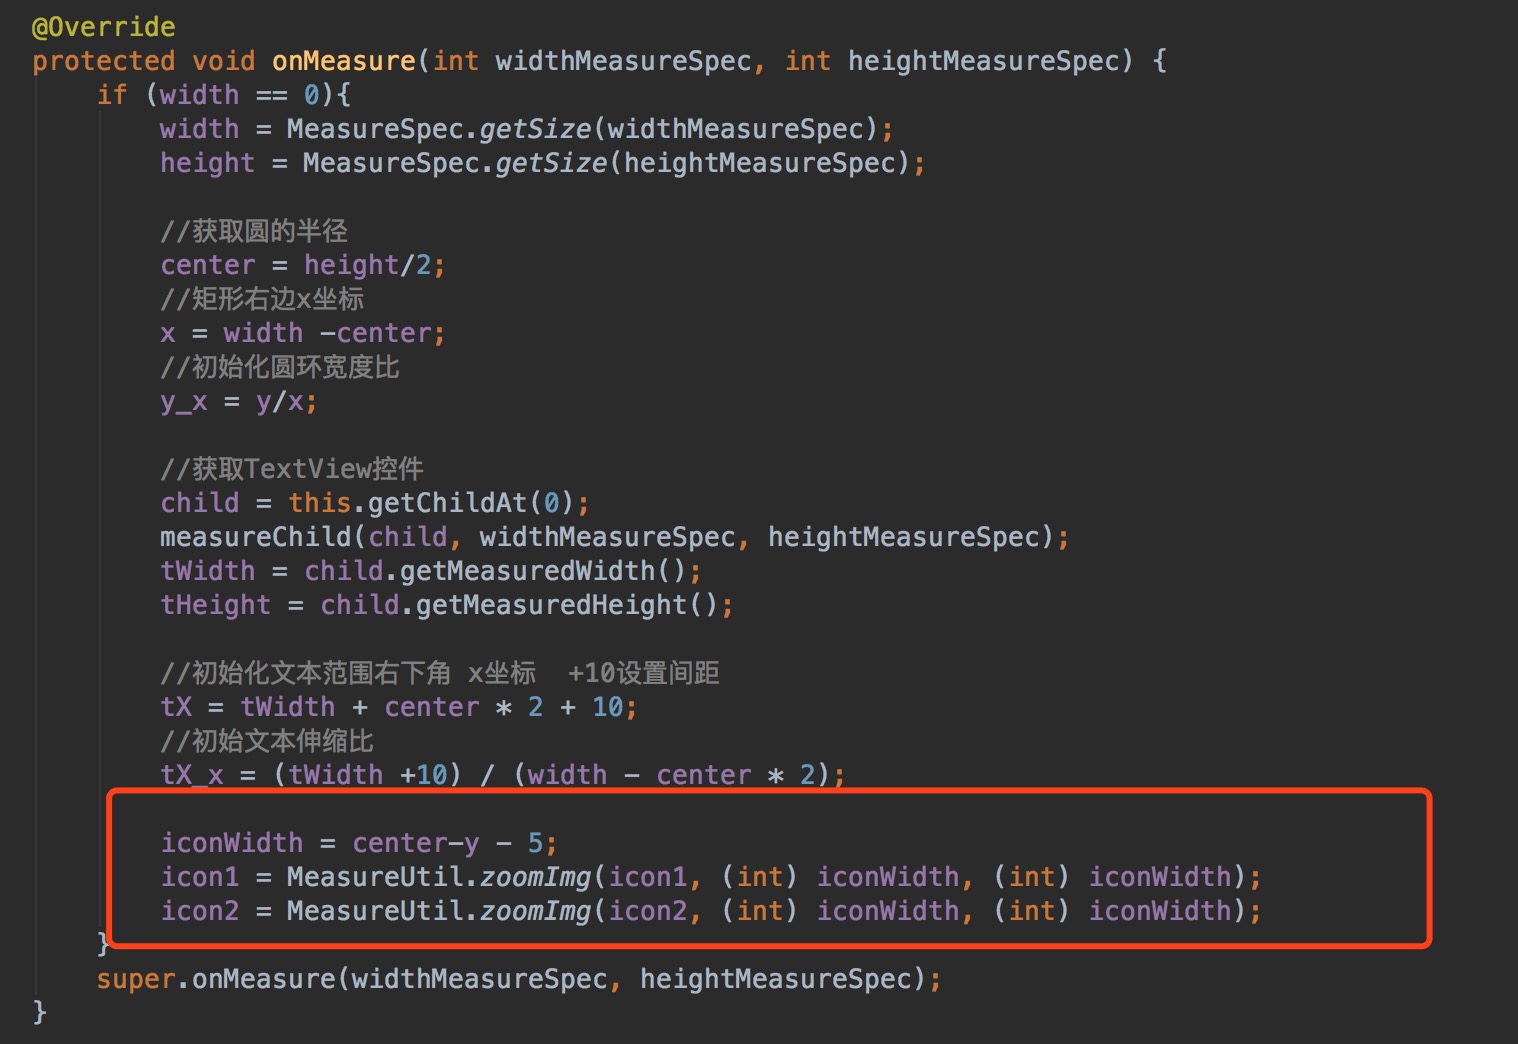 @Override
protected void onMeasure(int widthMeasureSpec, int heightMeasureSpec) {
if (width == 0){
width = MeasureSpec.getSize(widthMeasureSpec);
height = MeasureSpec.getSize(heightMeasureSpec);
//获取圆的半径
center = height/2;
//矩形右边x坐标
x = width -center;
//初始化圆环宽度比
y_x = y/x;
//获取TextView控件
child = this.getChildAt(0);
measureChild(child, widthMeasureSpec, heightMeasureSpec);
tWidth = child.getMeasuredWidth();
tHeight = child.getMeasuredHeight();
//初始化文本范围右下角 x坐标  +10设置间距
tX = tWidth + center * 2 + 10;
//初始文本伸缩比
tX_x = (tWidth +10) / (width - center * 2);
iconWidth = center-y - 5;
icon1 = MeasureUtil.zoomImg(icon1, (int) iconWidth, (int) iconWidth);
icon2 = MeasureUtil.zoomImg(icon2, (int) iconWidth, (int) iconWidth);
}
super.onMeasure(widthMeasureSpec, heightMeasureSpec);
}